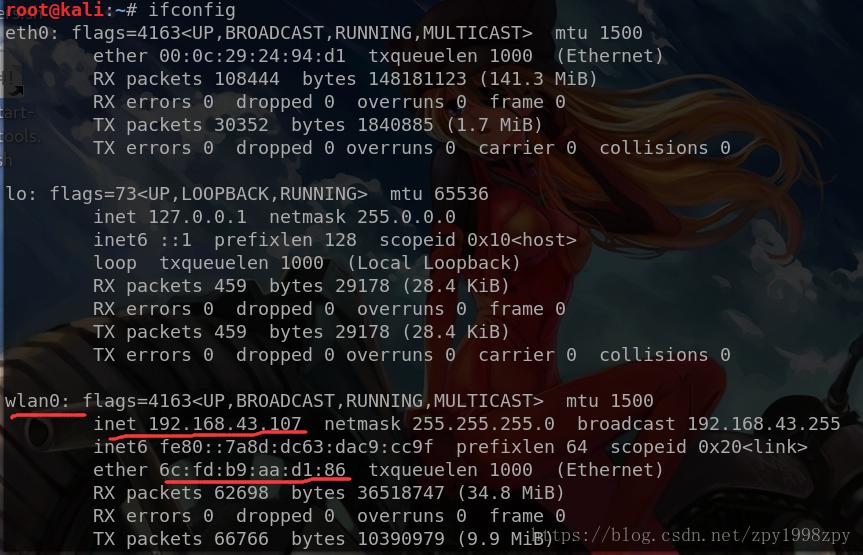 root@kali:~# ifconfig
eth0: flags=4163<UP,BROADCAST,RUNNING,MULTICAST>  mtu 1500
ether 00:0c:29:24:94:d1  txqueuelen 1000  (Ethernet)
RX packets 108444  bytes 148181123 (141.3 MiB)
RX errors 0  dropped 0  overruns 0  frame 0
TX packets 30352  bytes 1840885 (1.7 MiB)
TX errors 0  dropped 0 overruns 0  carrier 0  collisions 0
lo: flags=73<UP,LOOPBACK,RUNNING>  mtu 65536
inet 127.0.0.1  netmask 255.0.0.0
inet6 ::1  prefixlen 128  scopeid 0x10<host>
loop  txqueuelen 1000  (Local Loopback)
RX packets 459  bytes 29178 (28.4 KiB)
RX errors 0  dropped 0  overruns 0  frame 0
TX packets 459  bytes 29178 (28.4 KiB)
TX errors 0  dropped 0 overruns 0  carrier 0  collisions 0
wlan0: flags=4163<UP,BROADCAST,RUNNING,MULTICAST>  mtu 1500
inet 192.168.43.107  netmask 255.255.255.0  broadcast 192.168.43.255
inet6 fe80::7a8d:dc63:dac9:cc9f  prefixlen 64  scopeid 0x20<link>
ether 6c:fd:b9:aa:d1:86  txqueuelen 1000  (Ethernet)
RX packets 62698  bytes 36518747 (34.8 MiB)
RX errors 0  dropped 0  overruns 0  frame 0
TX packets 66766  bytes 10390979 (9.9 MiB)
https://blog.csdn.net/zpy1998zpy
tart-
tools.
sh